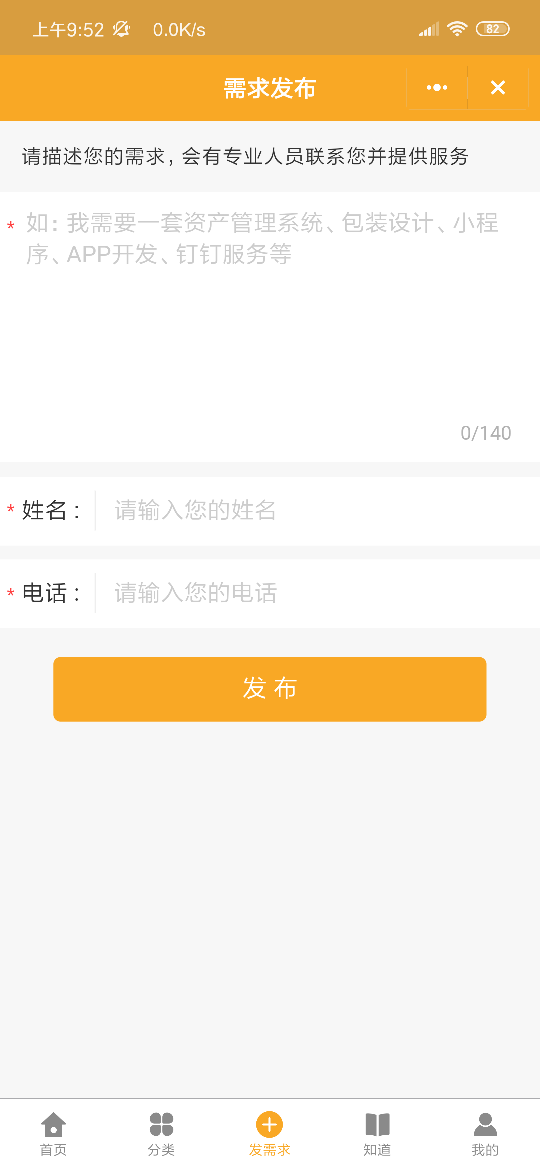 上午9:52 0.0K/s 82
需求发布
请描述您的需求，会有专业人员联系您并提供服务
* 如：我需要一套资产管理系统、包装设计、小程
序、APP开发、钉钉服务等
0/140
* 姓名： 请输入您的姓名
* 电话： 请输入您的电话
发布
首页 分类 发需求 知道 我的